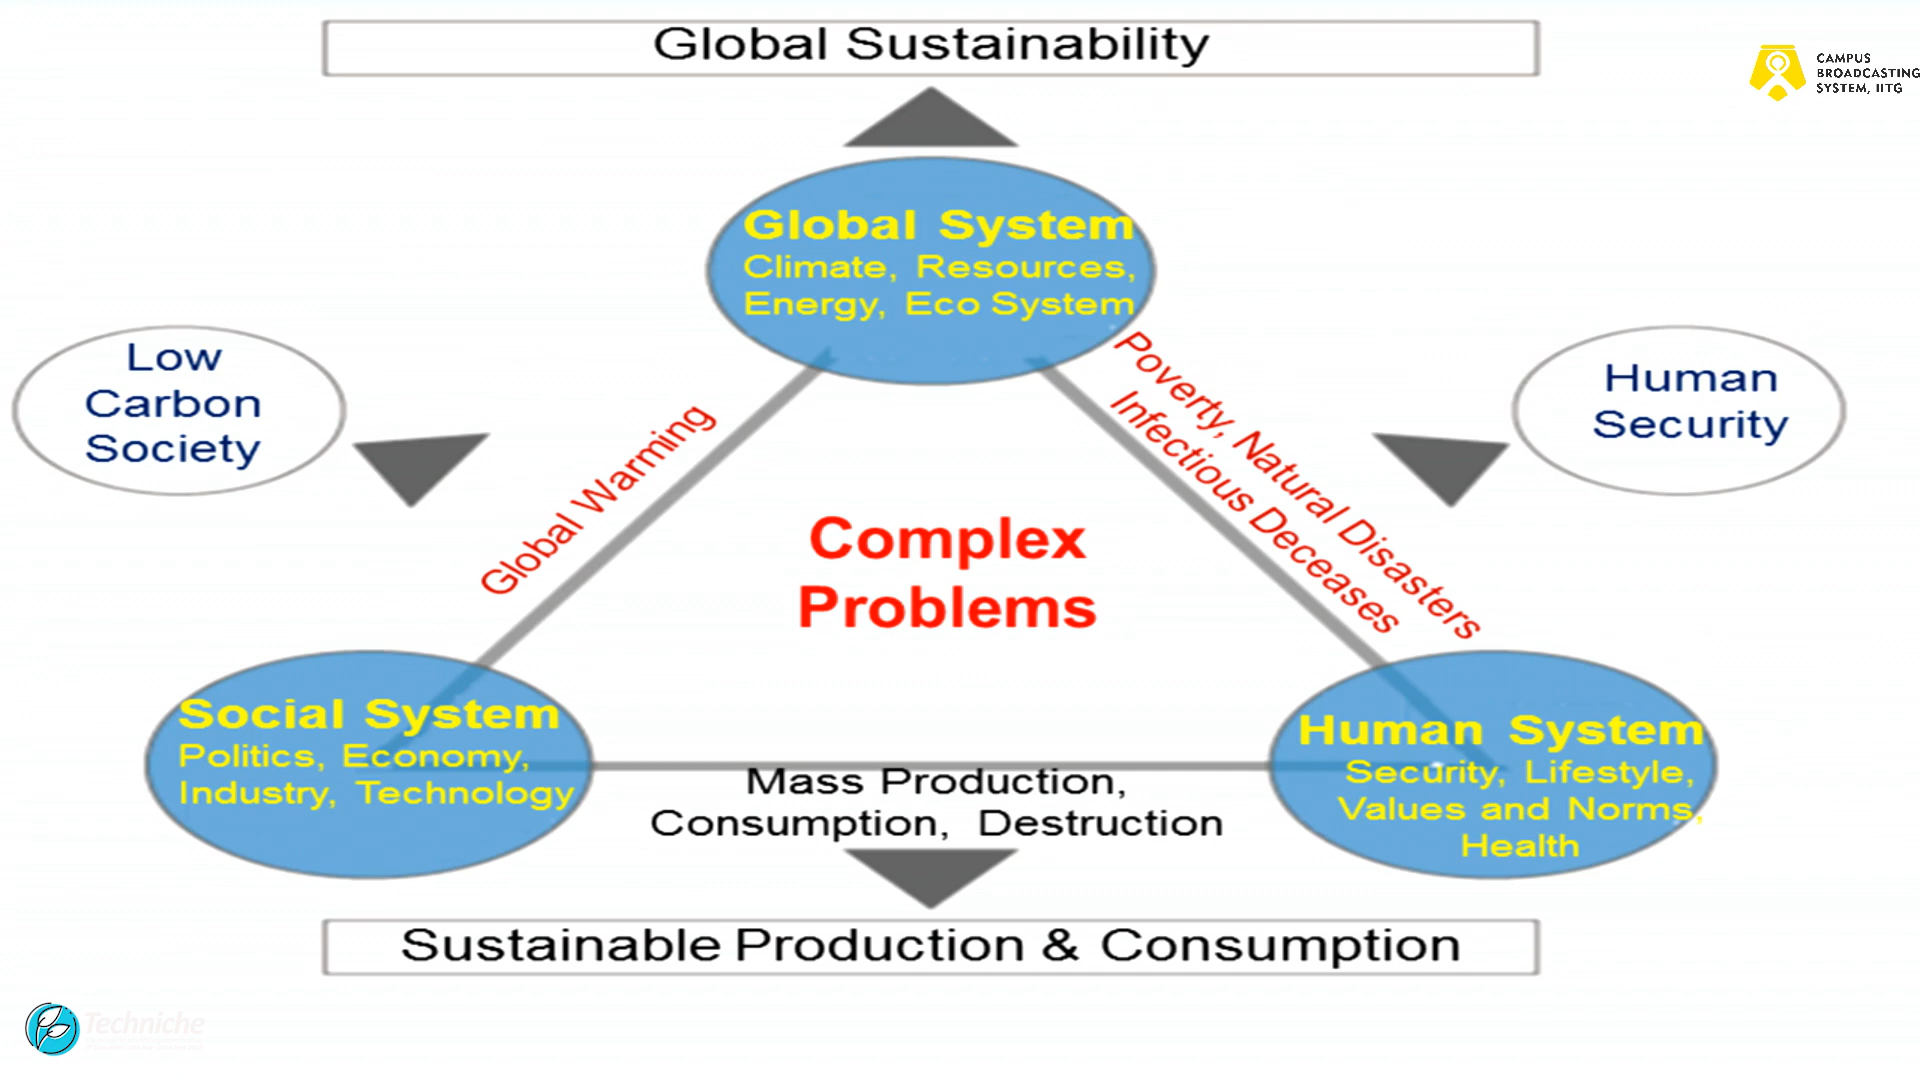 Global Sustainability
CAMPUS
BROADCASTING
SYSTEM, IITG
Global System
Climate, Resources,
Energy, Eco System
Low
Carbon
Society
Human
Security
Global Warming
Poverty, Natural Disasters
Infectious Deceases
Complex
Problems
Social System
Politics, Economy,
Industry, Technology
Human System
Security, Lifestyle,
Values and Norms,
Health
Mass Production,
Consumption, Destruction
Sustainable Production & Consumption
Techniche